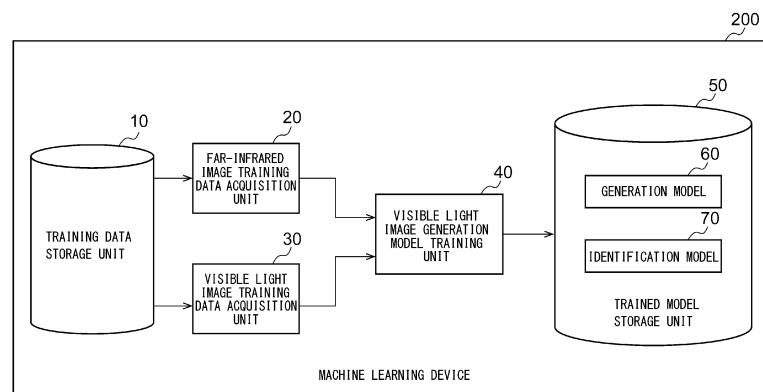 200
10
TRAINING DATA
STORAGE UNIT
20
FAR-INFRARED
IMAGE TRAINING
DATA ACQUISITION
UNIT
30
VISIBLE LIGHT
IMAGE TRAINING
DATA ACQUISITION
UNIT
40
VISIBLE LIGHT
IMAGE GENERATION
MODEL TRAINING
UNIT
50
60
GENERATION MODEL
70
IDENTIFICATION MODEL
TRAINED MODEL
STORAGE UNIT
MACHINE LEARNING DEVICE